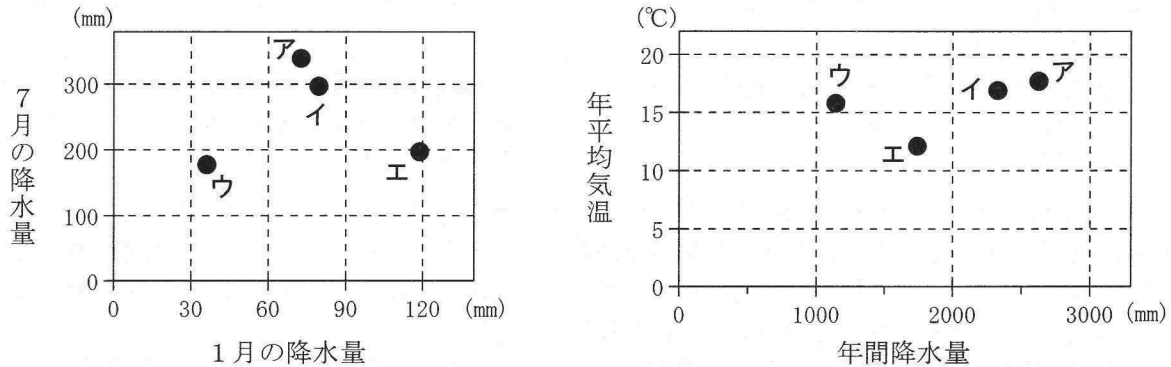 (mm)
300
200
100
0
7月の降水量
ア
イ
ウ
エ
0 30 60 90 120 (mm)
1月の降水量
(℃)
20
15
10
5
0
年平均気温
ウ
エ
イ
ア
0 1000 2000 3000 (mm)
年間降水量